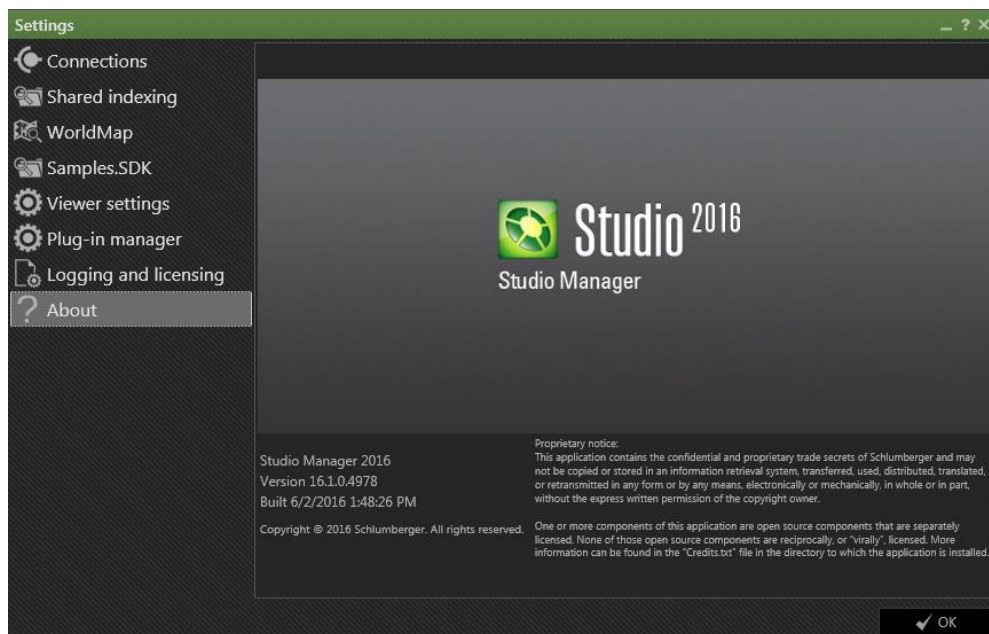 Settings
Connections
Shared indexing
WorldMap
Samples.SDK
Viewer settings
Plug-in manager
Logging and licensing
About
Studio 2016
Studio Manager
Studio Manager 2016
Version 16.1.0.4978
Built 6/2/2016 1:48:26 PM
Copyright © 2016 Schlumberger. All rights reserved.
Proprietary notice:
This application contains the confidential and proprietary trade secrets of Schlumberger and may
not be copied or stored in an information retrieval system, transferred, used, distributed, translated,
or retransmitted in any form or by any means, electronically or mechanically, in whole or in part,
without the express written permission of the copyright owner.
One or more components of this application are open source components that are separately
licensed. None of those open source components are reciprocally, or "virally", licensed. More
information can be found in the "Credits.txt" file in the directory to which the application is installed.
OK